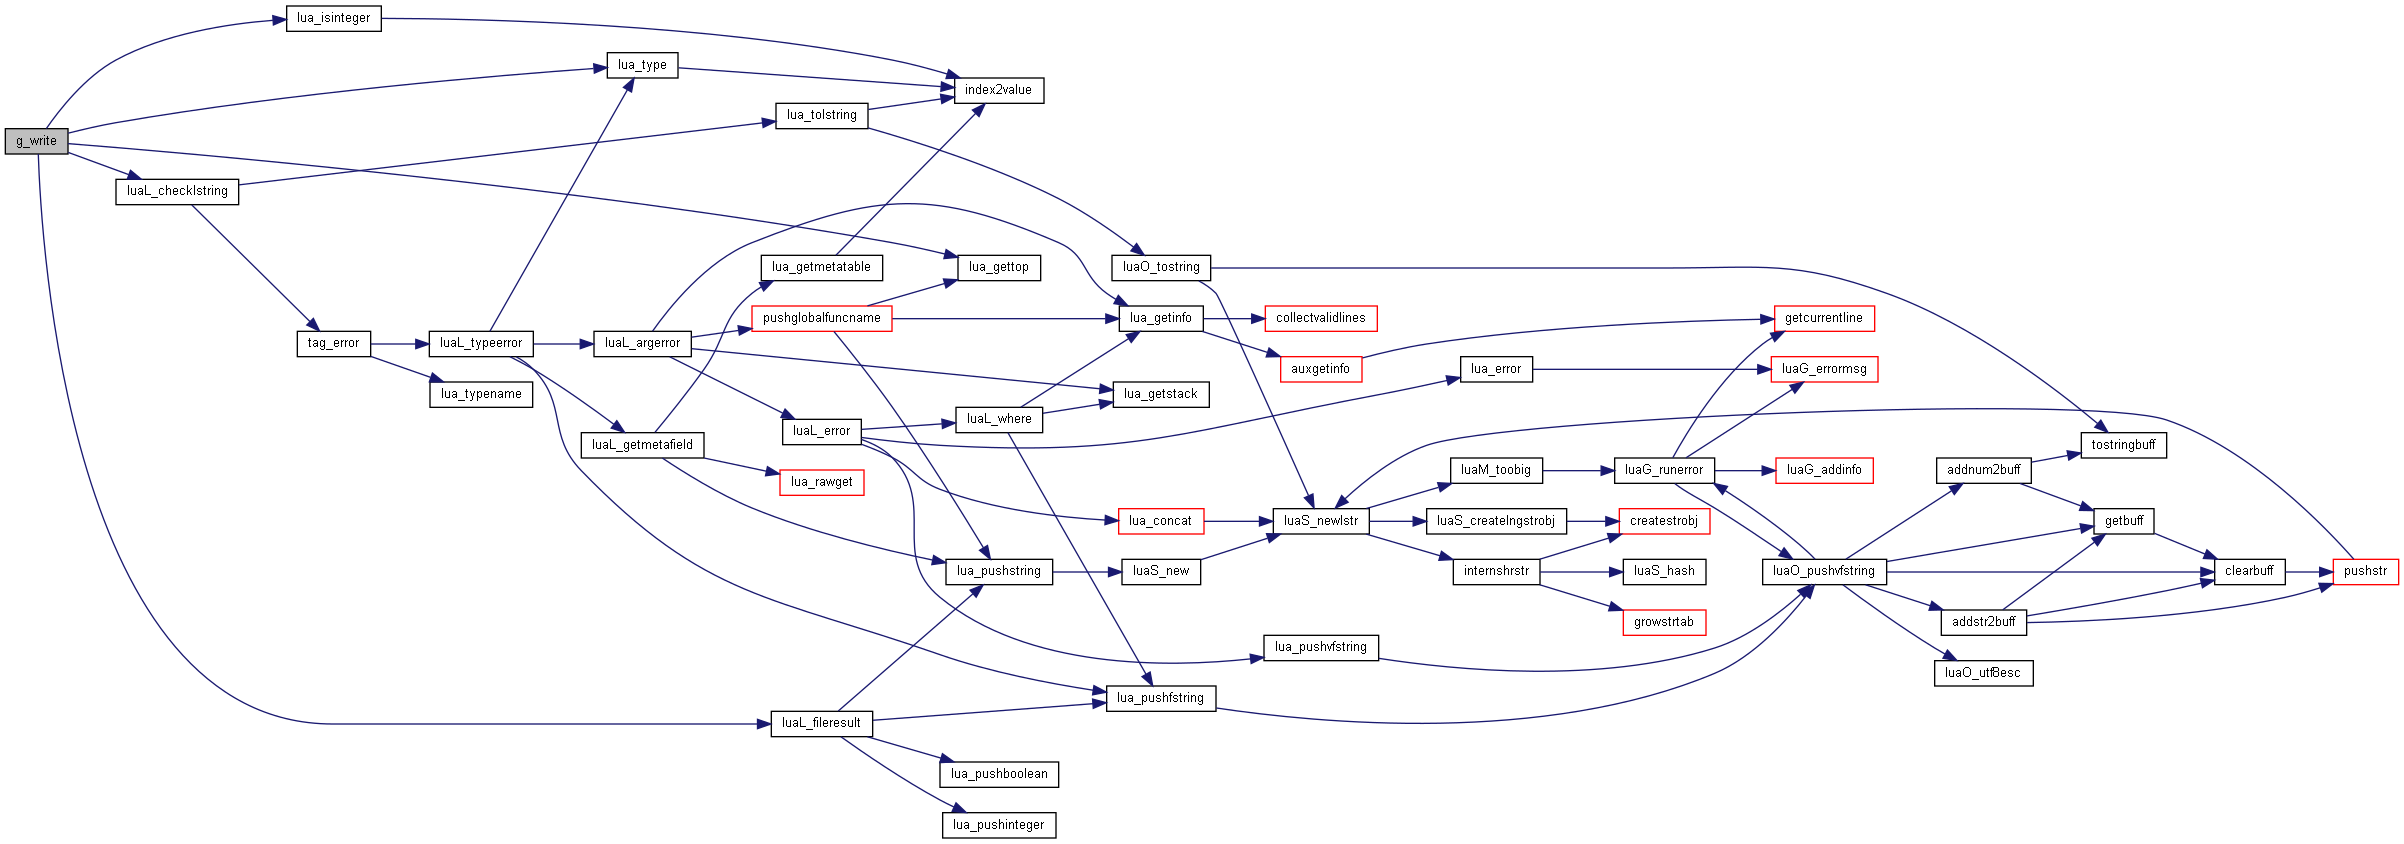 g_write
lua_isinteger
lua_type
luaL_checklstring
lua_tolstring
index2value
tag_error
luaL_typeerror
lua_typename
luaL_argerror
luaL_getmetafield
lua_getmetatable
pushglobalfuncname
lua_gettop
luaL_error
lua_rawget
luaL_where
lua_pushstring
luaL_fileresult
lua_pushboolean
lua_pushinteger
luaO_tostring
lua_getinfo
lua_getstack
lua_concat
luaS_new
lua_pushfstring
collectvalidlines
auxgetinfo
luaS_newlstr
lua_pushvfstring
lua_error
luaM_toobig
luaS_createlngstrobj
internshrstr
luaG_runerror
createstrobj
luaS_hash
growstrtab
getcurrentline
luaG_errormsg
luaG_addinfo
luaO_pushvfstring
addnum2buff
addstr2buff
luaO_utf8esc
tostringbuff
getbuff
clearbuff
pushstr